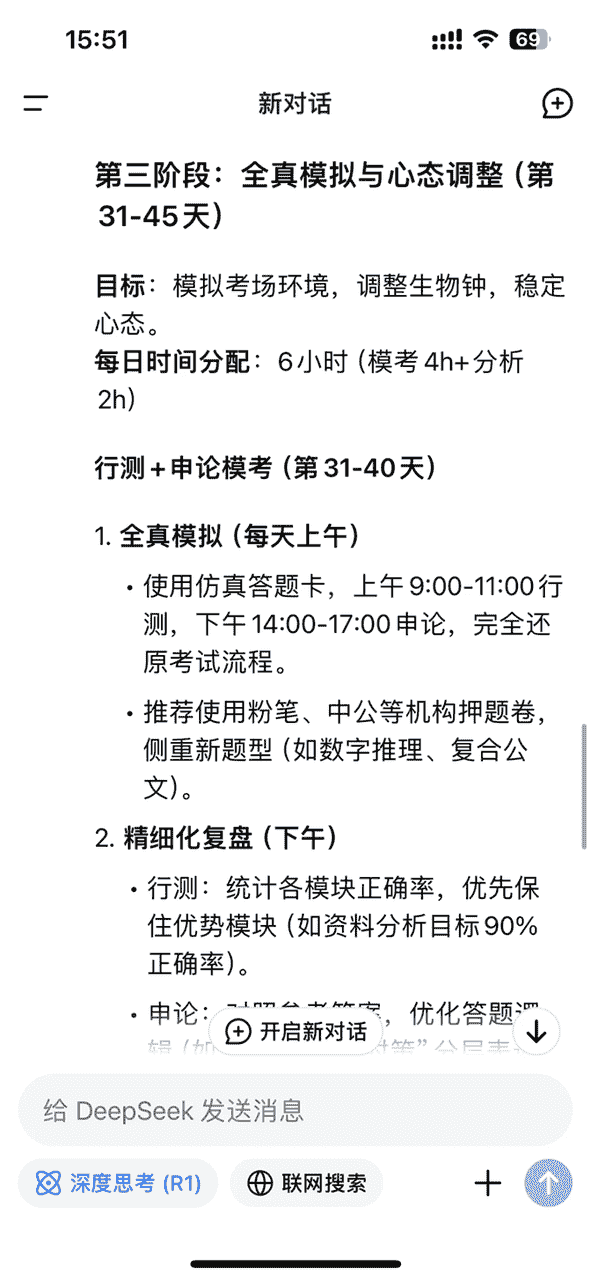 15:51
69
新对话
第三阶段：全真模拟与心态调整（第
31-45天）
目标：模拟考场环境，调整生物钟，稳定
心态。
每日时间分配：6小时（模考4h+分析
2h）
行测+申论模考（第31-40天）
1. 全真模拟（每天上午）
• 使用仿真答题卡，上午9:00-11:00行
测，下午14:00-17:00申论，完全还
原考试流程。
• 推荐使用粉笔、中公等机构押题卷，
侧重新题型（如数字推理、复合公
文）。
2. 精细化复盘（下午）
• 行测：统计各模块正确率，优先保
住优势模块（如资料分析目标90%
正确率）。
• 申论：对照参考答案，优化答题逻
开启新对话
给 DeepSeek 发送消息
深度思考 (R1)
联网搜索